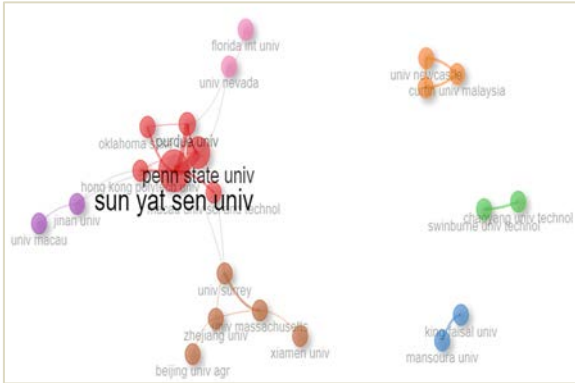 florida int univ
univ nevada
univ newcastle
curtin univ malaysia
purdue univ
oklahoma
penn state univ
hong kong
sun yat sen univ
jinan univ
univ macau
swinburne univ technol
univ technol
univ surrey
univ massachusetts
zhejiang univ
xiamen univ
beijing univ agr
king faisal univ
mansoura univ